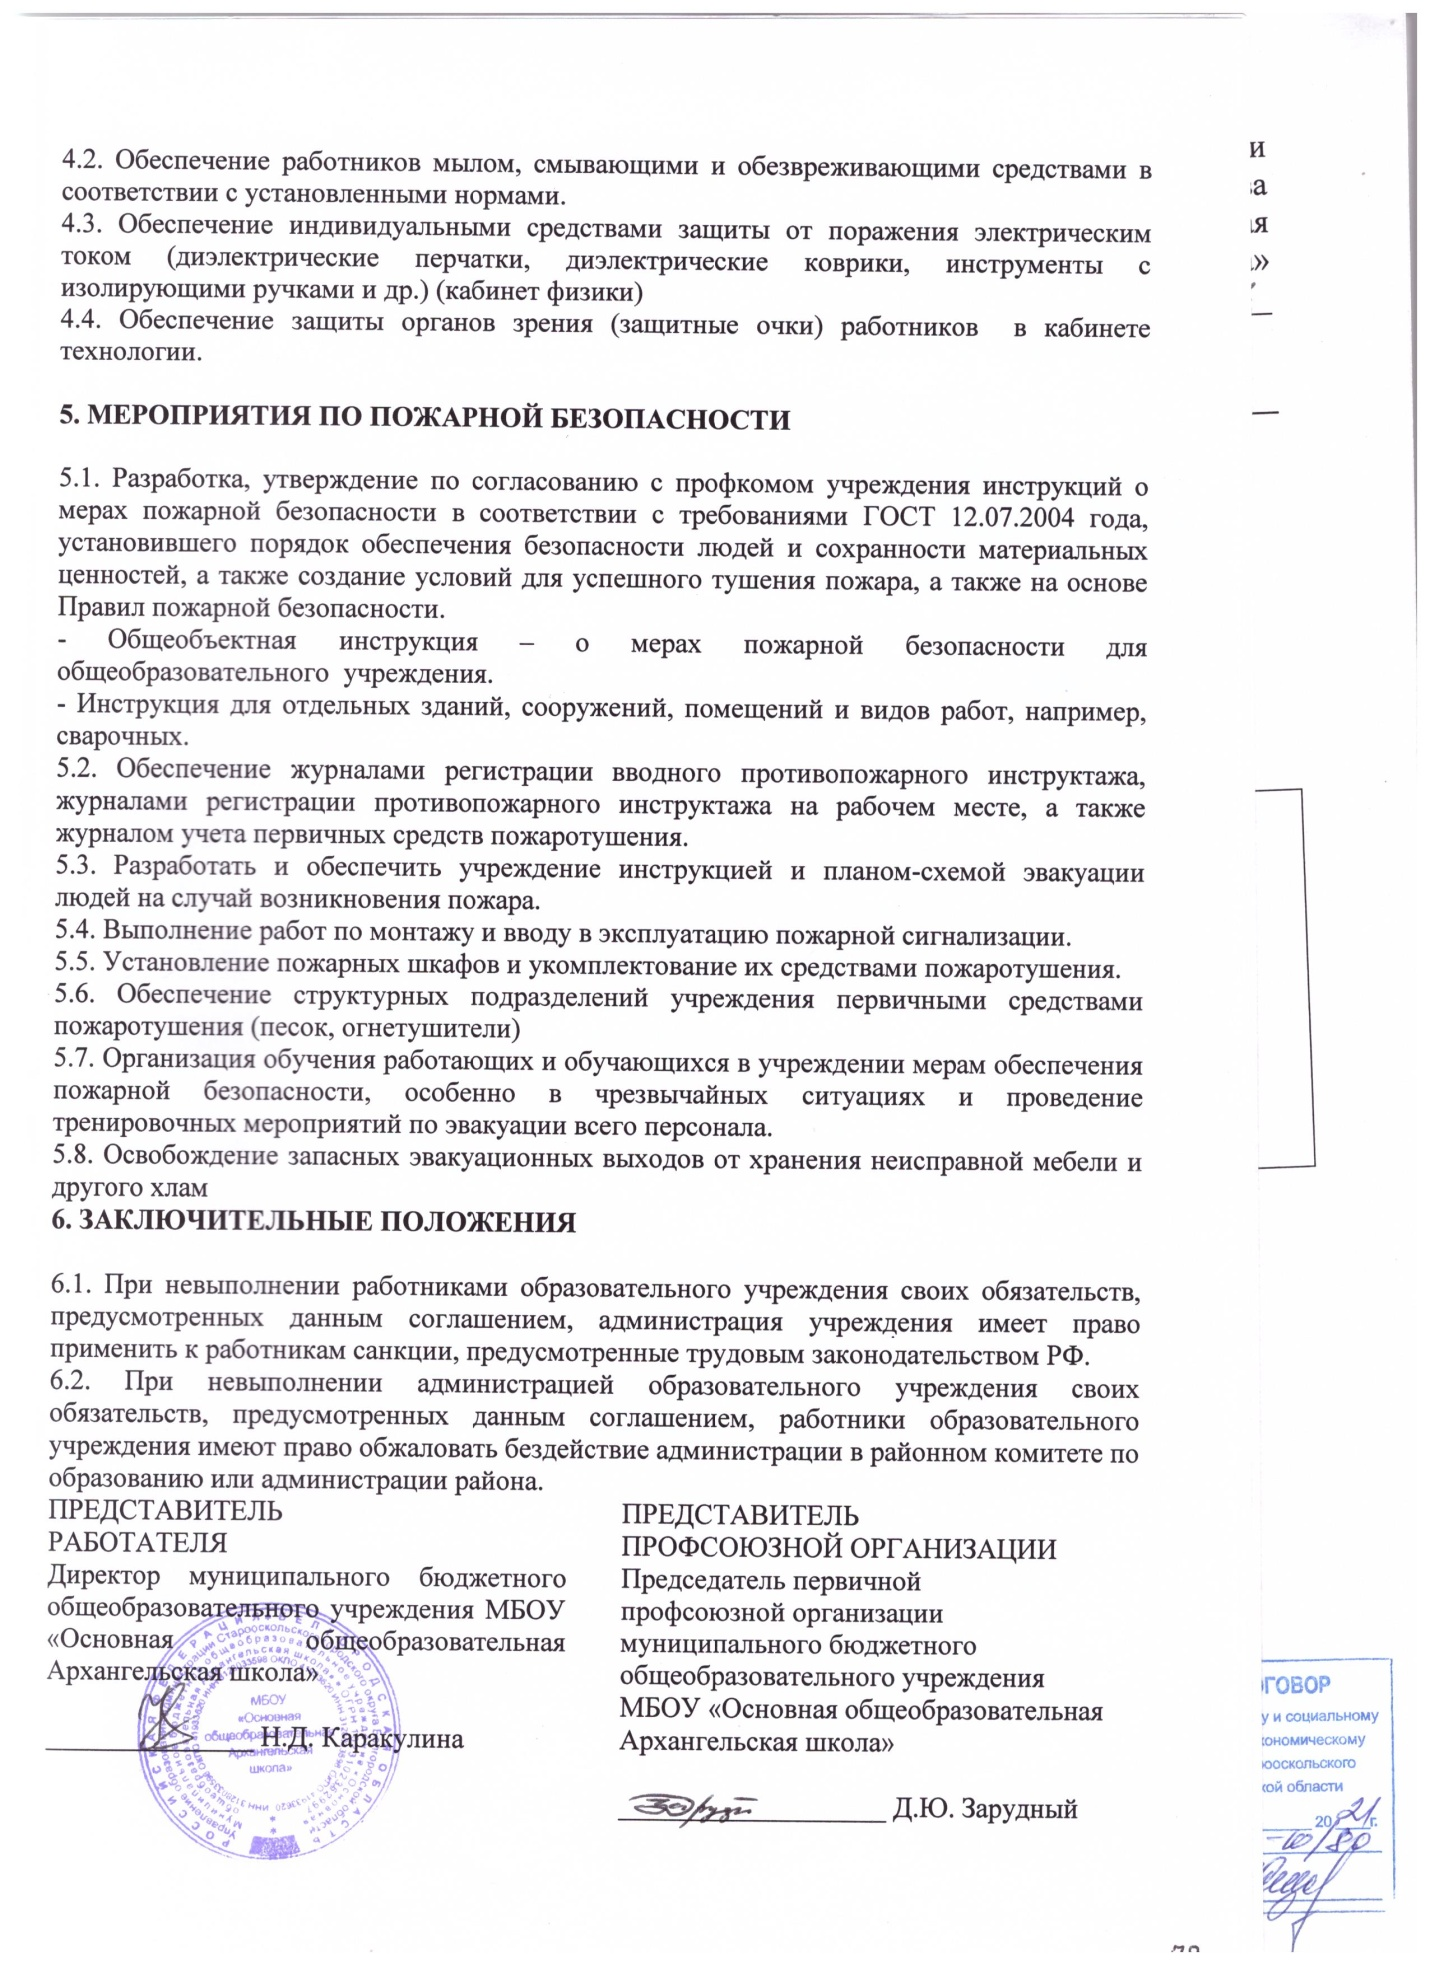 4.2. Обеспечение работников мылом, смывающими и обезвреживающими средствами в
соответствии с установленными нормами.
4.3. Обеспечение индивидуальными средствами защиты от поражения электрическим
током (диэлектрические перчатки, диэлектрические коврики, инструменты с
изолирующими ручками и др.) (кабинет физики)
4.4. Обеспечение защиты органов зрения (защитные очки) работников в кабинете
технологии.
5. МЕРОПРИЯТИЯ ПО ПОЖАРНОЙ БЕЗОПАСНОСТИ
5.1. Разработка, утверждение по согласованию с профкомом учреждения инструкций о
мерах пожарной безопасности в соответствии с требованиями ГОСТ 12.07.2004 года,
установившего порядок обеспечения безопасности людей и сохранности материальных
ценностей, а также создание условий для успешного тушения пожара, а также на основе
Правил пожарной безопасности.
- Общеобъектная инструкция – о мерах пожарной безопасности для
общеобразовательного учреждения.
- Инструкция для отдельных зданий, сооружений, помещений и видов работ, например,
сварочных.
5.2. Обеспечение журналами регистрации вводного противопожарного инструктажа,
журналами регистрации противопожарного инструктажа на рабочем месте, а также
журналом учета первичных средств пожаротушения.
5.3. Разработать и обеспечить учреждение инструкцией и планом-схемой эвакуации
людей на случай возникновения пожара.
5.4. Выполнение работ по монтажу и вводу в эксплуатацию пожарной сигнализации.
5.5. Установление пожарных шкафов и укомплектование их средствами пожаротушения.
5.6. Обеспечение структурных подразделений учреждения первичными средствами
пожаротушения (песок, огнетушители)
5.7. Организация обучения работающих и обучающихся в учреждении мерам обеспечения
пожарной безопасности, особенно в чрезвычайных ситуациях и проведение
тренировочных мероприятий по эвакуации всего персонала.
5.8. Освобождение запасных эвакуационных выходов от хранения неисправной мебели и
другого хлам
6. ЗАКЛЮЧИТЕЛЬНЫЕ ПОЛОЖЕНИЯ
6.1. При невыполнении работниками образовательного учреждения своих обязательств,
предусмотренных данным соглашением, администрация учреждения имеет право
применить к работникам санкции, предусмотренные трудовым законодательством РФ.
6.2. При невыполнении администрацией образовательного учреждения своих
обязательств, предусмотренных данным соглашением, работники образовательного
учреждения имеют право обжаловать бездействие администрации в районном комитете по
образованию или администрации района.
ПРЕДСТАВИТЕЛЬ
РАБОТАТЕЛЯ
Директор муниципального бюджетного
общеобразовательного учреждения МБОУ
«Основная общеобразовательная
Архангельская школа»
Н.Д. Каракулина
МБОУ
«Основная
общеобразовательная
Архангельская
школа»
ПРЕДСТАВИТЕЛЬ
ПРОФСОЮЗНОЙ ОРГАНИЗАЦИИ
Председатель первичной
профсоюзной организации
муниципального бюджетного
общеобразовательного учреждения
МБОУ «Основная общеобразовательная
Архангельская школа»
Д.Ю. Зарудный
и
ая
»
ГОВОР
у и социальному
кономическому
рооскольского
кой области
20 21 г.
-10/80